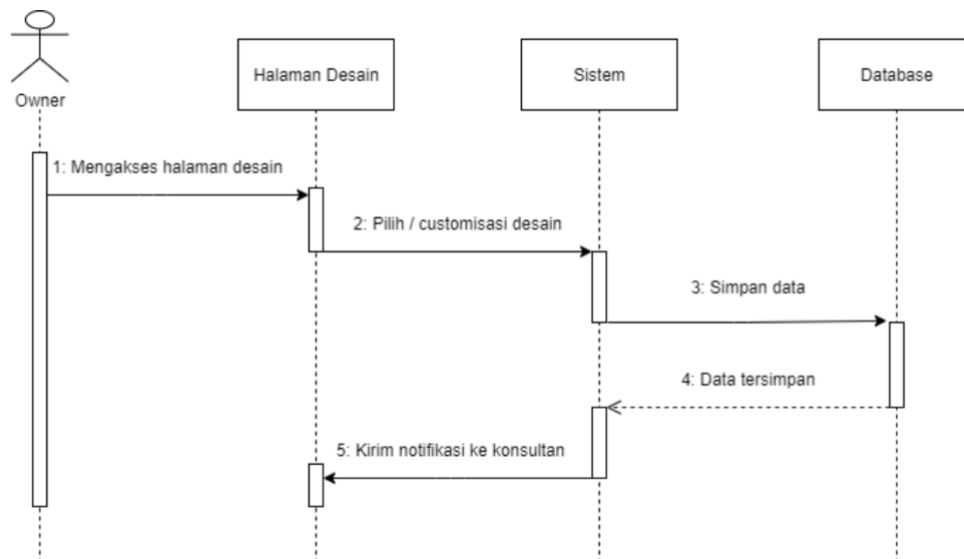 Owner
Halaman Desain
Sistem
Database
1: Mengakses halaman desain
2: Pilih / customisasi desain
3: Simpan data
4: Data tersimpan
5: Kirim notifikasi ke konsultan